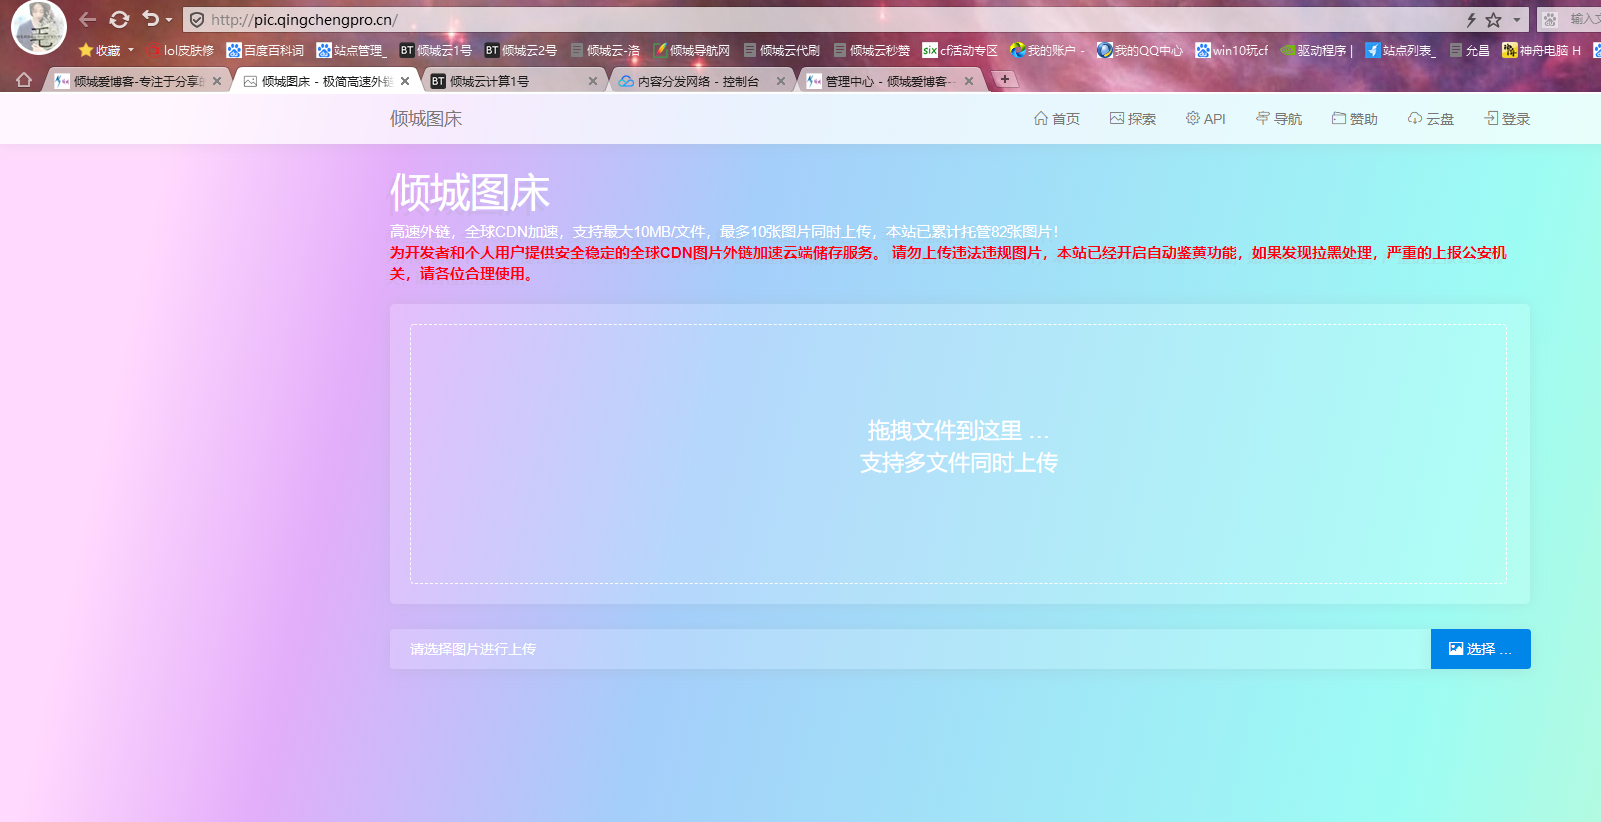 http://pic.qingchengpro.cn/
收藏 lol皮肤修 百度百科词 站点管理_ 倾城云1号 倾城云2号 倾城云-洛 倾城导航网 倾城云代刷 倾城云秒赞 cf活动专区 我的账户 - 我的QQ中心 win10玩cf 驱动程序 | 站点列表_ 允昌 神舟电脑 H
倾城爱博客-专注于分享 倾城图床 - 极简高速外链 倾城云计算1号 内容分发网络 - 控制台 管理中心 - 倾城爱博客-
倾城图床 首页 探索 API 导航 赞助 云盘 登录
倾城图床
高速外链，全球CDN加速，支持最大10MB/文件，最多10张图片同时上传，本站已累计托管82张图片！
为开发者和个人用户提供安全稳定的全球CDN图片外链加速云端储存服务。 请勿上传违法违规图片，本站已经开启自动鉴黄功能，如果发现拉黑处理，严重的上报公安机
关，请各位合理使用。
拖拽文件到这里 …
支持多文件同时上传
请选择图片进行上传 选择 ...